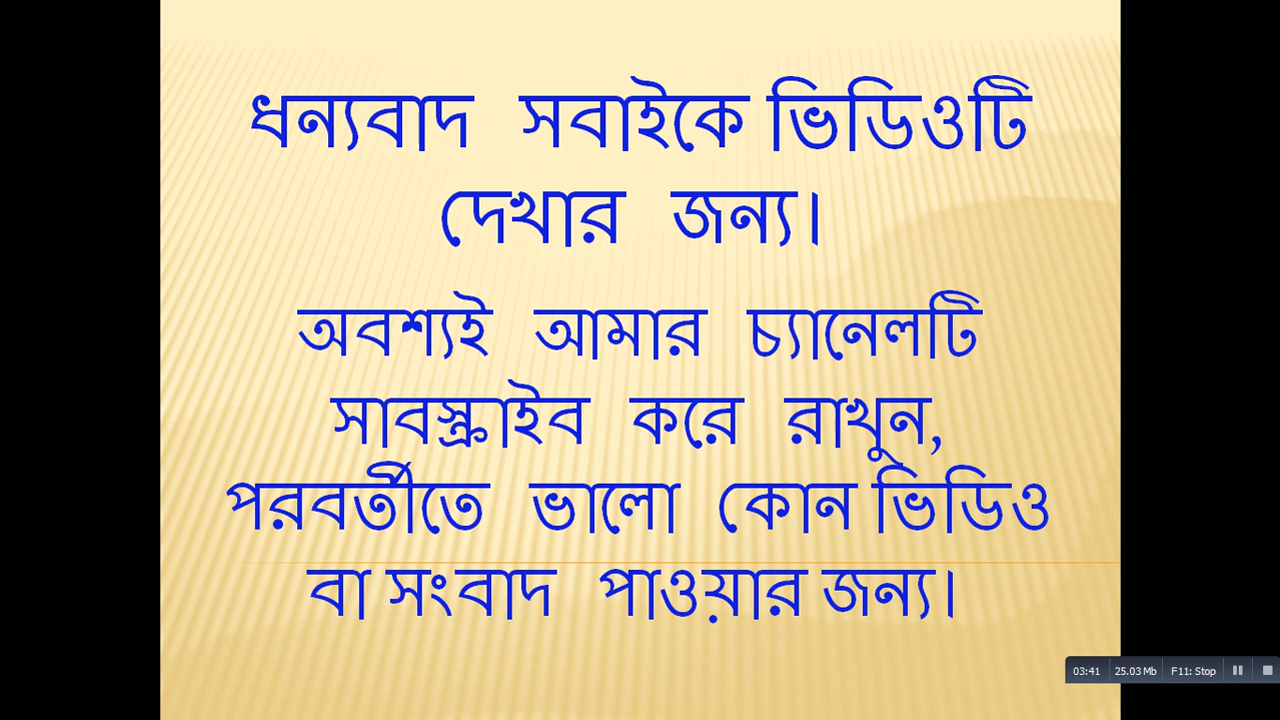 ধন্যবাদ সবাইকে ভিডিওটি
দেখার জন্য।
অবশ্যই আমার চ্যানেলটি
সাবস্ক্রাইব করে রাখুন,
পরবর্তীতে ভালো কোন ভিডিও
বা সংবাদ পাওয়ার জন্য।
03:41 25.03 Mb F11: Stop